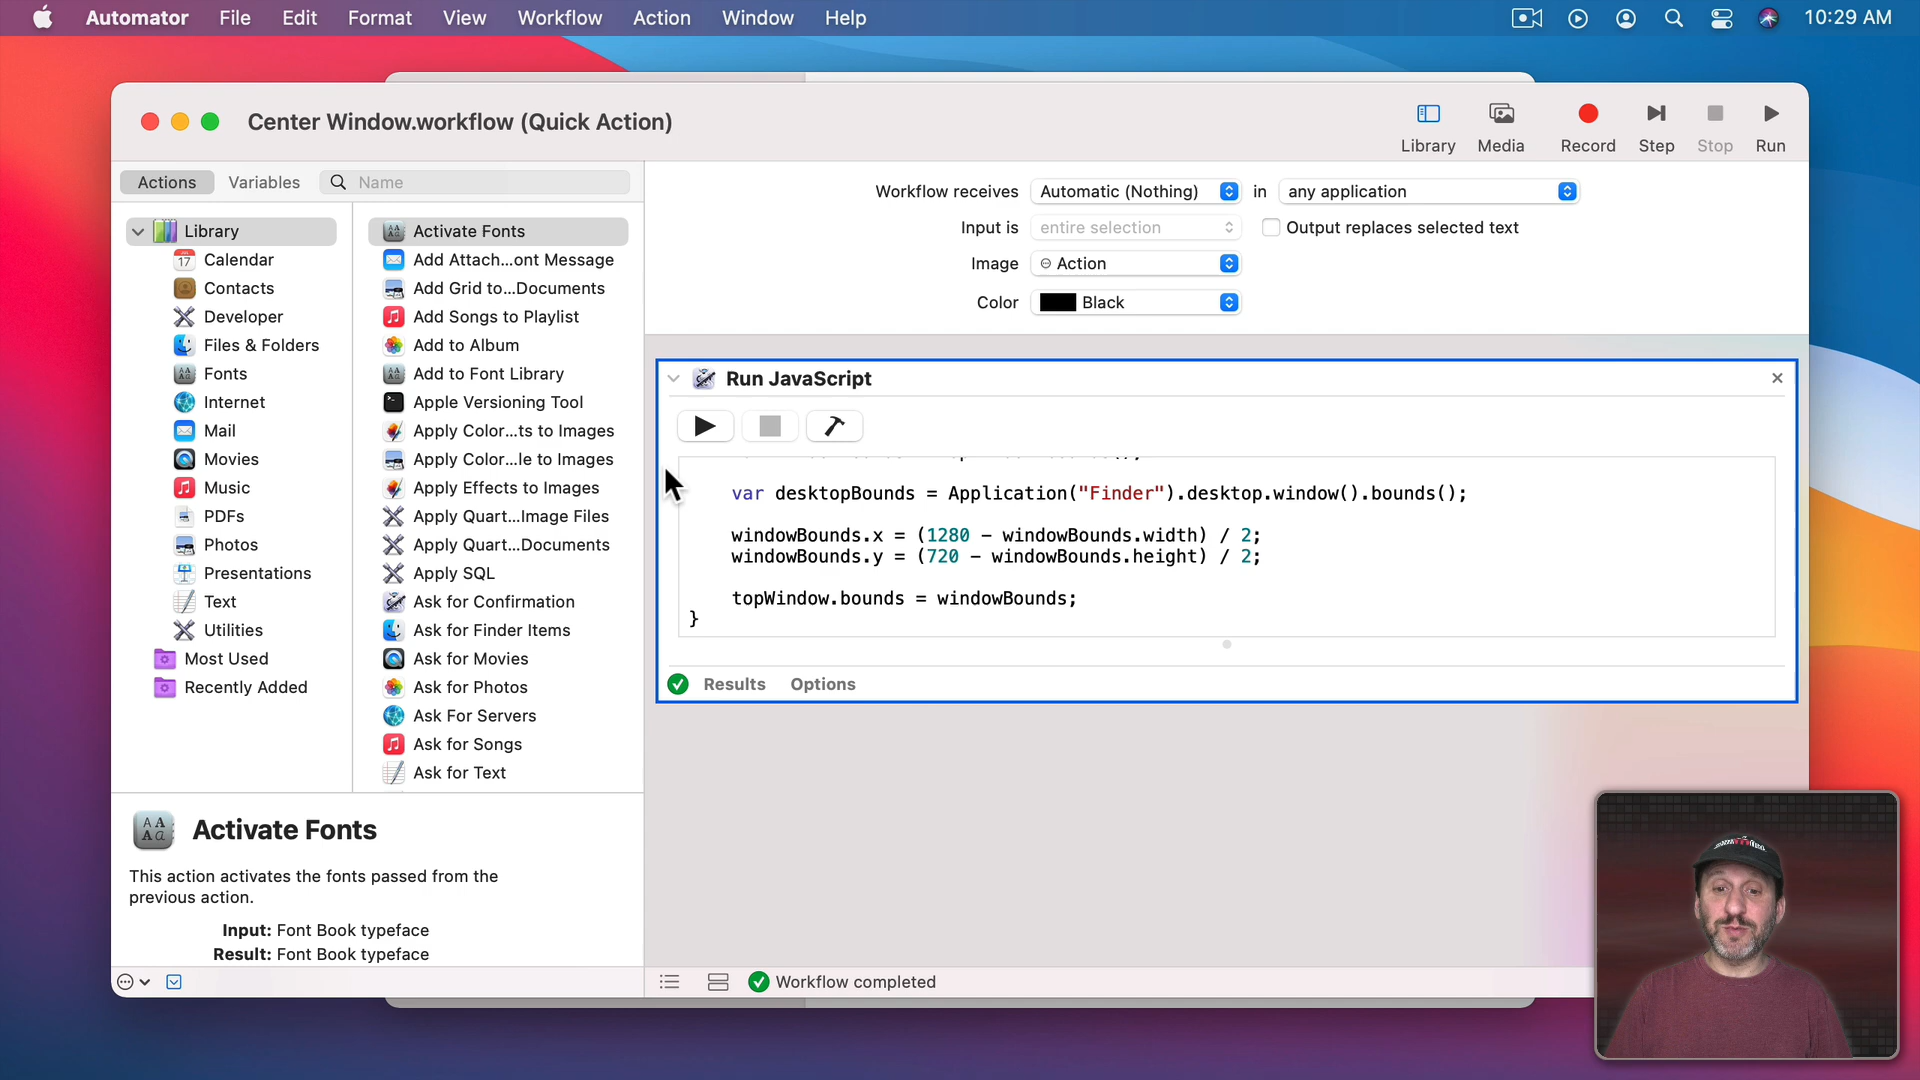 Automator File Edit Format View Workflow Action Window Help
10:29 AM
Center Window.workflow (Quick Action)
Library Media Record Step Stop Run
Actions Variables Name
Library
Calendar
Contacts
Developer
Files & Folders
Fonts
Internet
Mail
Movies
Music
PDFs
Photos
Presentations
Text
Utilities
Most Used
Recently Added
Activate Fonts
Add Attach...ont Message
Add Grid to...Documents
Add Songs to Playlist
Add to Album
Add to Font Library
Apple Versioning Tool
Apply Color...ts to Images
Apply Color...le to Images
Apply Effects to Images
Apply Quart...Image Files
Apply Quart...Documents
Apply SQL
Ask for Confirmation
Ask for Finder Items
Ask for Movies
Ask for Photos
Ask For Servers
Ask for Songs
Ask for Text
Activate Fonts
This action activates the fonts passed from the
previous action.
Input: Font Book typeface
Result: Font Book typeface
Workflow receives Automatic (Nothing) in any application
Input is entire selection Output replaces selected text
Image Action
Color Black
Run JavaScript
var desktopBounds = Application("Finder").desktop.window().bounds();
windowBounds.x = (1280 - windowBounds.width) / 2;
windowBounds.y = (720 - windowBounds.height) / 2;
topWindow.bounds = windowBounds;
}
Results Options
Workflow completed